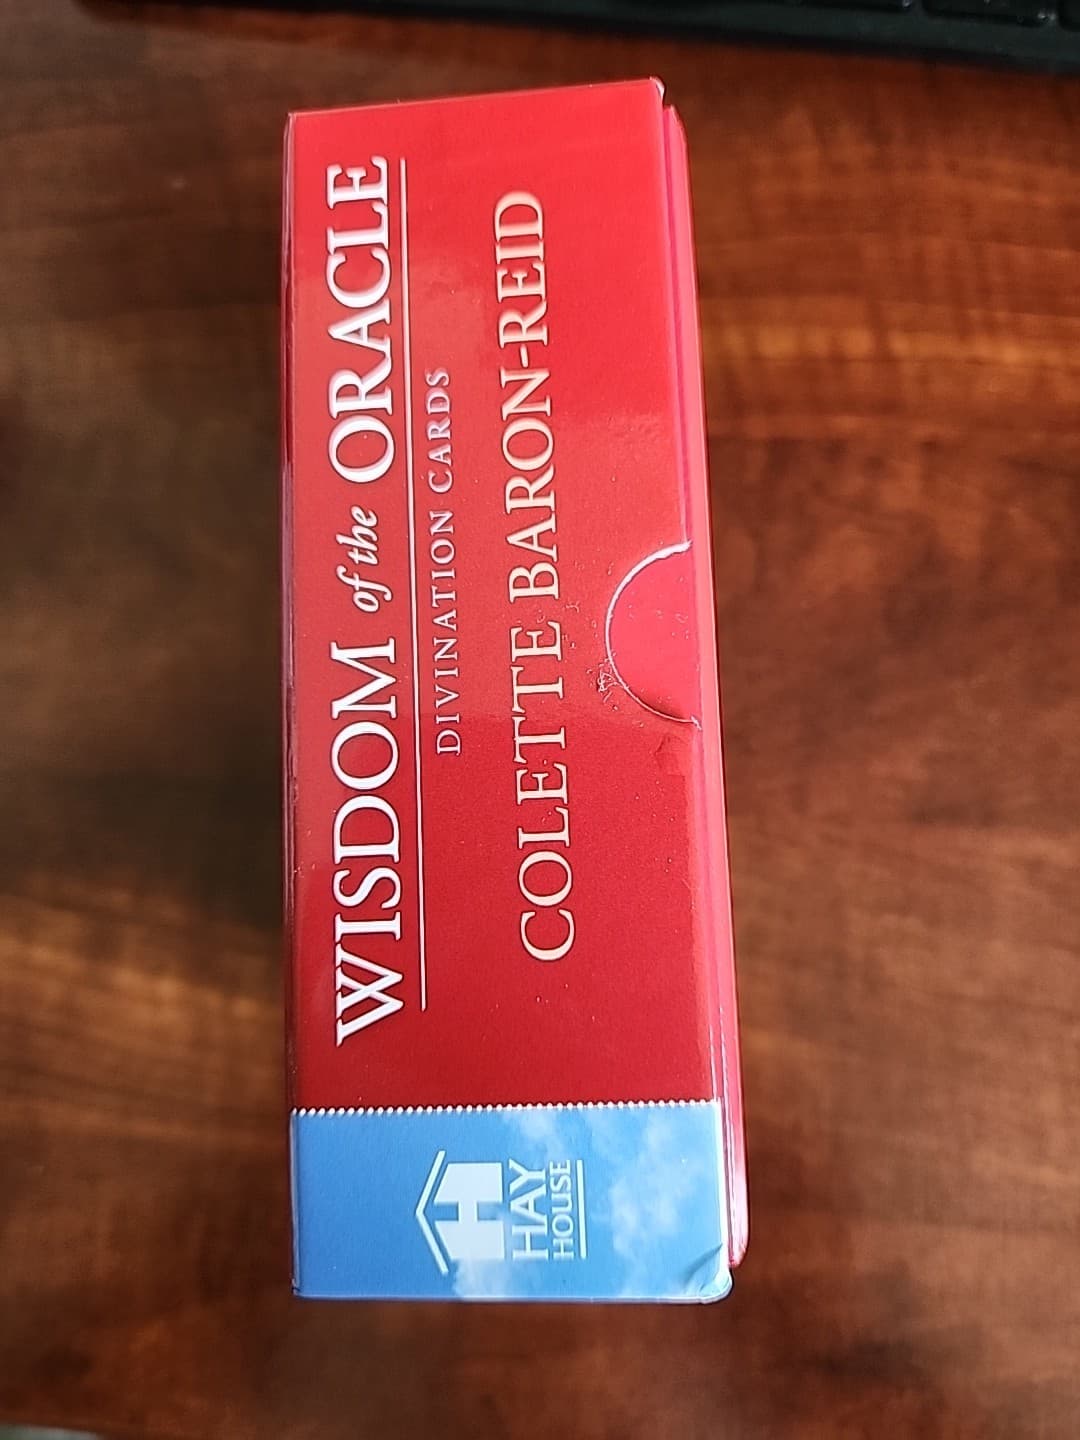 WISDOM of the ORACLE
DIVINATION CARDS
COLETTE BARON-REID
HAY
HOUSE